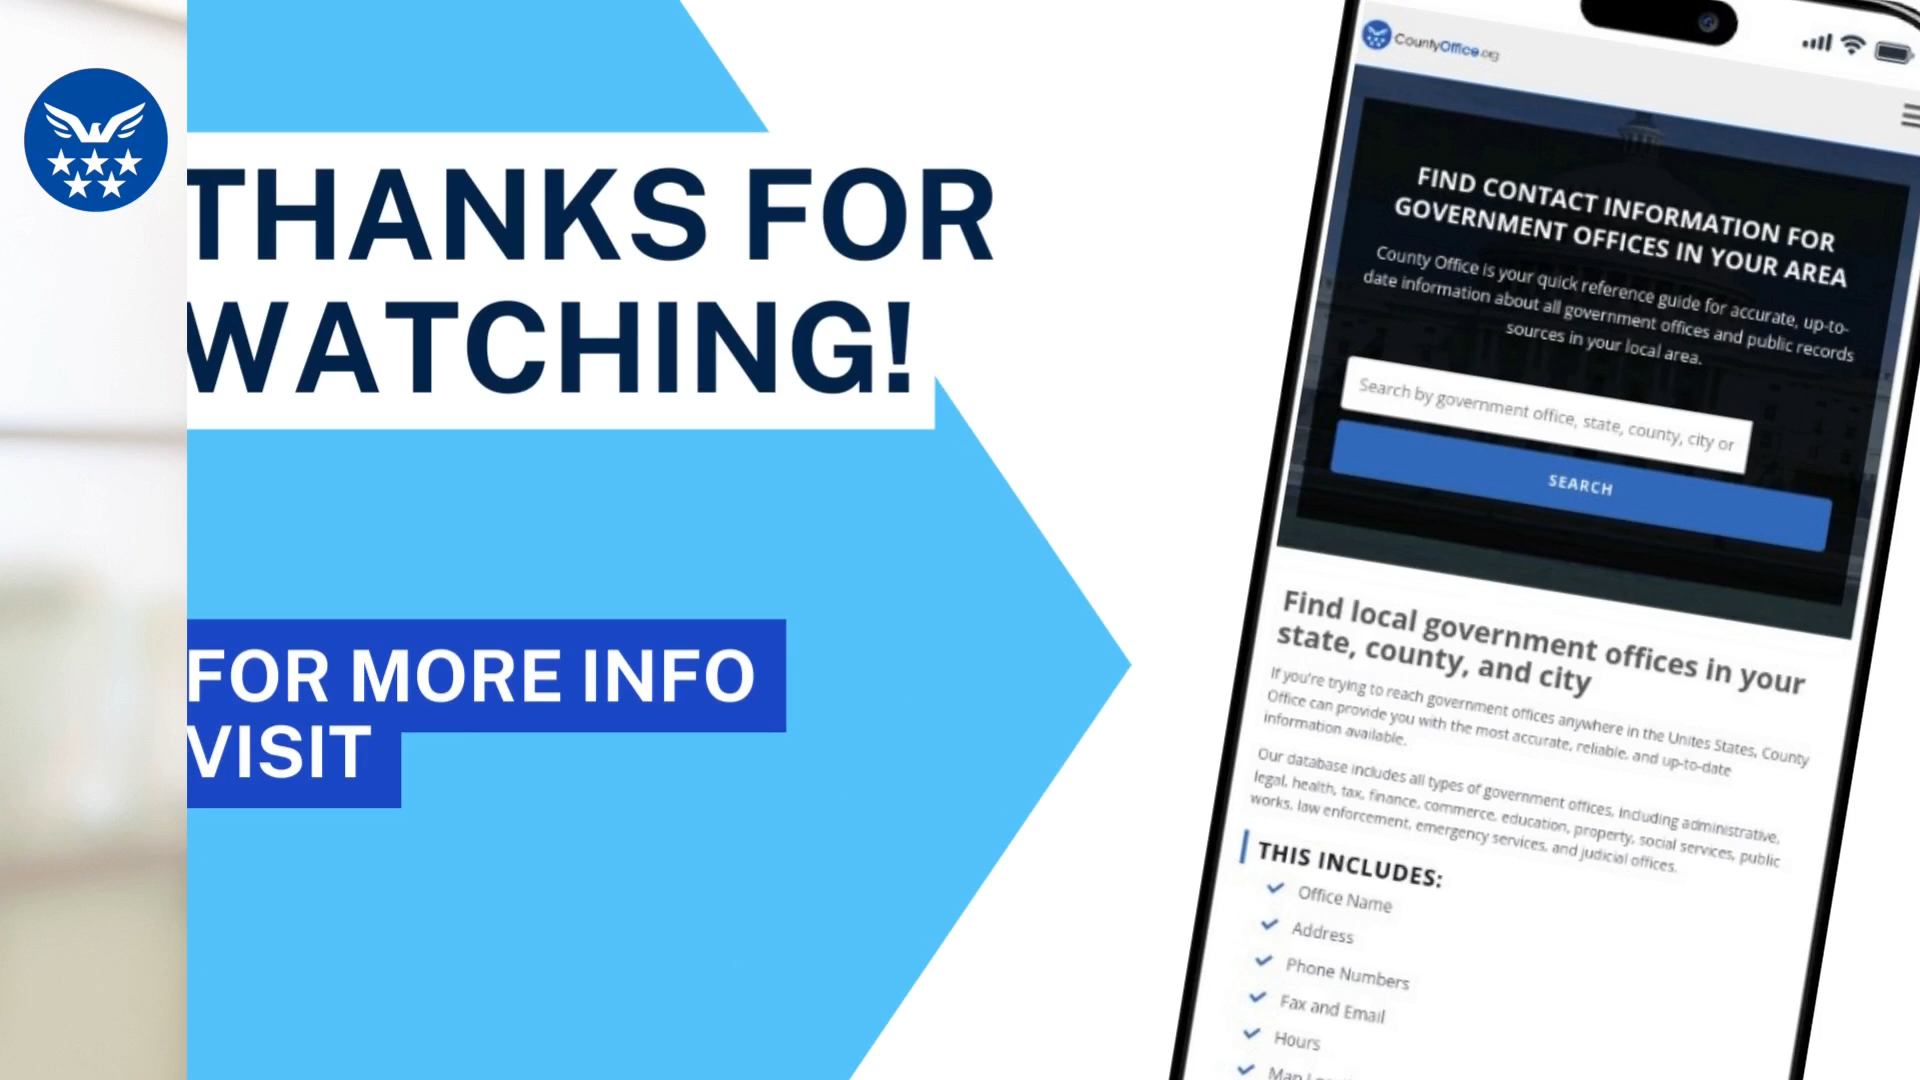 THANKS FOR
WATCHING!
FOR MORE INFO
VISIT
CountyOffice.org
FIND CONTACT INFORMATION FOR
GOVERNMENT OFFICES IN YOUR AREA
County Office is your quick reference guide for accurate, up-to-
date information about all government offices and public records
sources in your local area.
Search by government office, state, county, city or
SEARCH
Find local government offices in your
state, county, and city
If you're trying to reach government offices anywhere in the Unites States, County
Office can provide you with the most accurate, reliable, and up-to-date
information available.
Our database includes all types of government offices, including administrative,
legal, health, tax, finance, commerce, education, property, social services, public
works, law enforcement, emergency services, and judicial offices.
THIS INCLUDES:
Office Name
Address
Phone Numbers
Fax and Email
Hours
Map